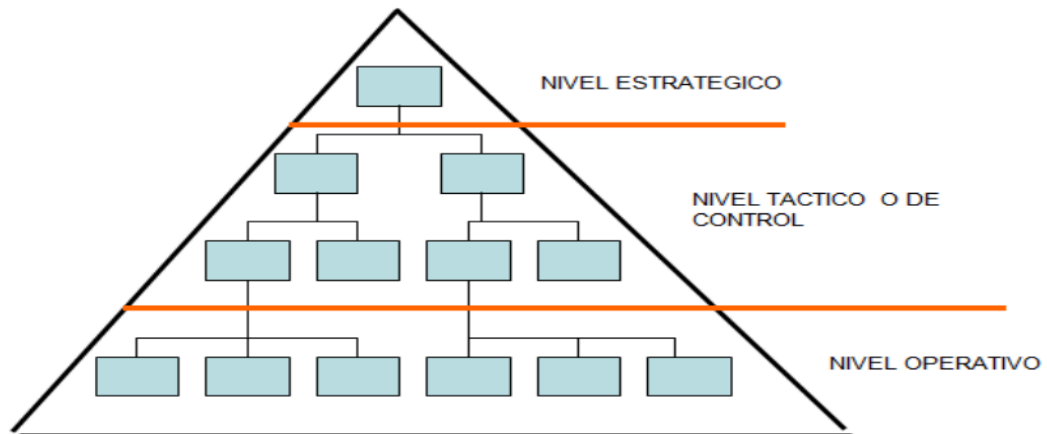 NIVEL ESTRATEGICO
NIVEL TACTICO O DE
CONTROL
NIVEL OPERATIVO